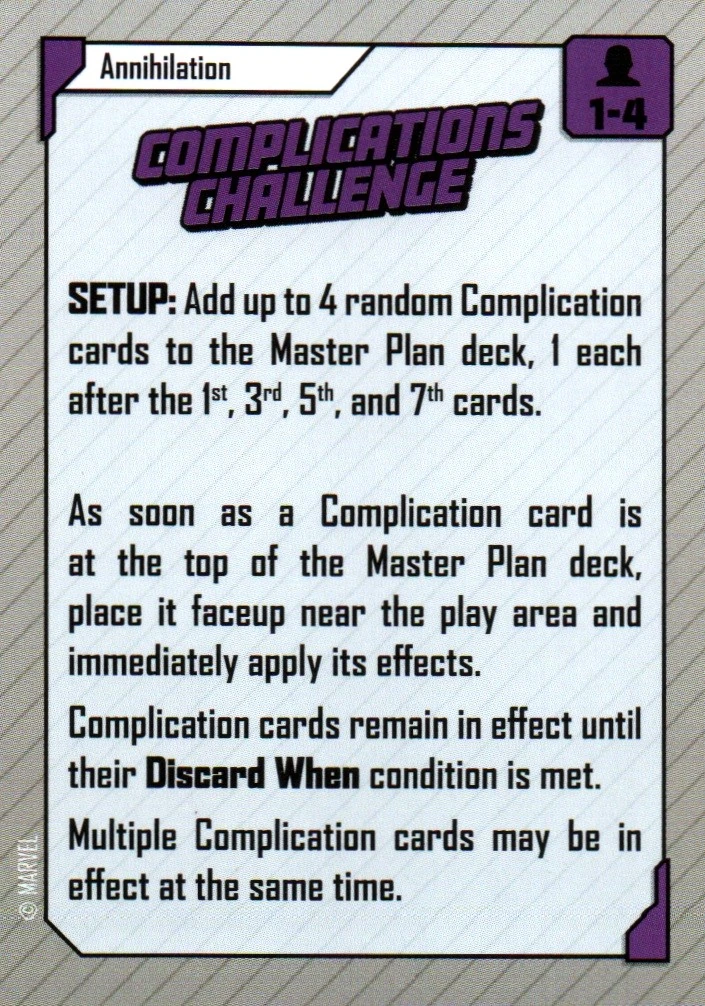 Annihilation
1-4
COMPLICATIONS
CHALLENGE
SETUP: Add up to 4 random Complication
cards to the Master Plan deck, 1 each
after the 1st, 3rd, 5th, and 7th cards.
As soon as a Complication card is
at the top of the Master Plan deck,
place it faceup near the play area and
immediately apply its effects.
Complication cards remain in effect until
their Discard When condition is met.
Multiple Complication cards may be in
effect at the same time.
© MARVEL